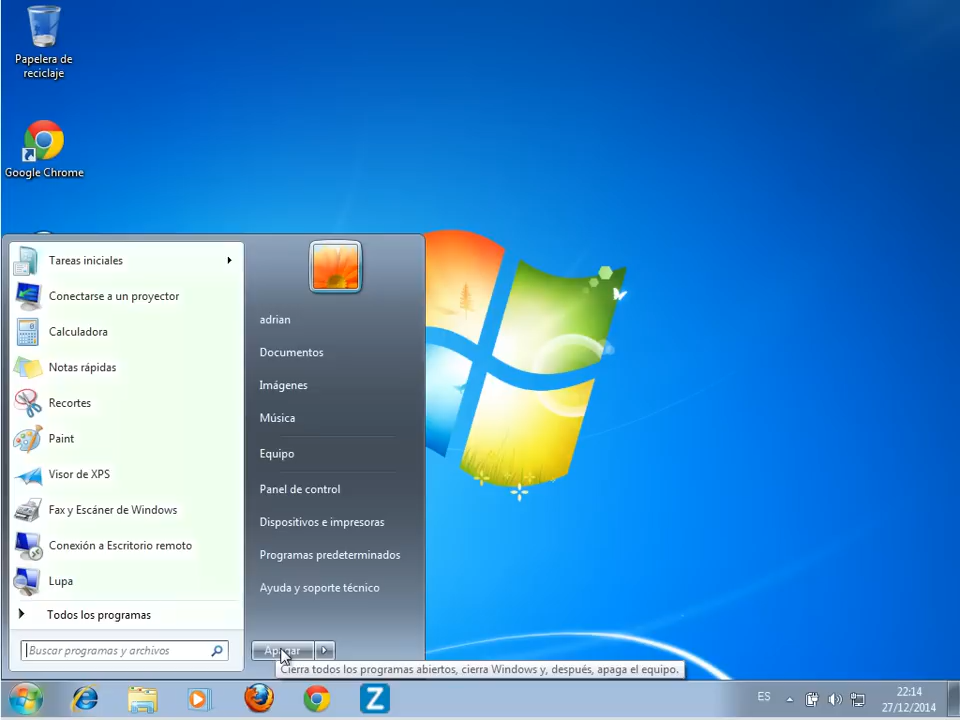 Papelera de
reciclaje
Google Chrome
Tareas iniciales
Conectarse a un proyector
Calculadora
Notas rápidas
Recortes
Paint
Visor de XPS
Fax y Escáner de Windows
Conexión a Escritorio remoto
Lupa
Todos los programas
Buscar programas y archivos
adrian
Documentos
Imágenes
Música
Equipo
Panel de control
Dispositivos e impresoras
Programas predeterminados
Ayuda y soporte técnico
Apagar
Cierra todos los programas abiertos, cierra Windows y, después, apaga el equipo.
Z
ES
22:14
27/12/2014